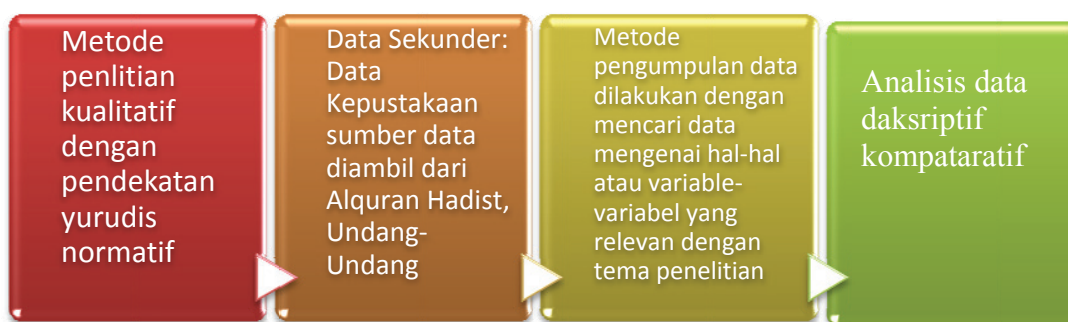 Metode
penlitian
kualitatif
dengan
pendekatan
yurudis
normatif
Data Sekunder:
Data
Kepustakaan
sumber data
diambil dari
Alquran Hadist,
Undang-
Undang
Metode
pengumpulan data
dilakukan dengan
mencari data
mengenai hal-hal
atau variable-
variabel yang
relevan dengan
tema penelitian
Analisis data
daksriptif
kompataratif